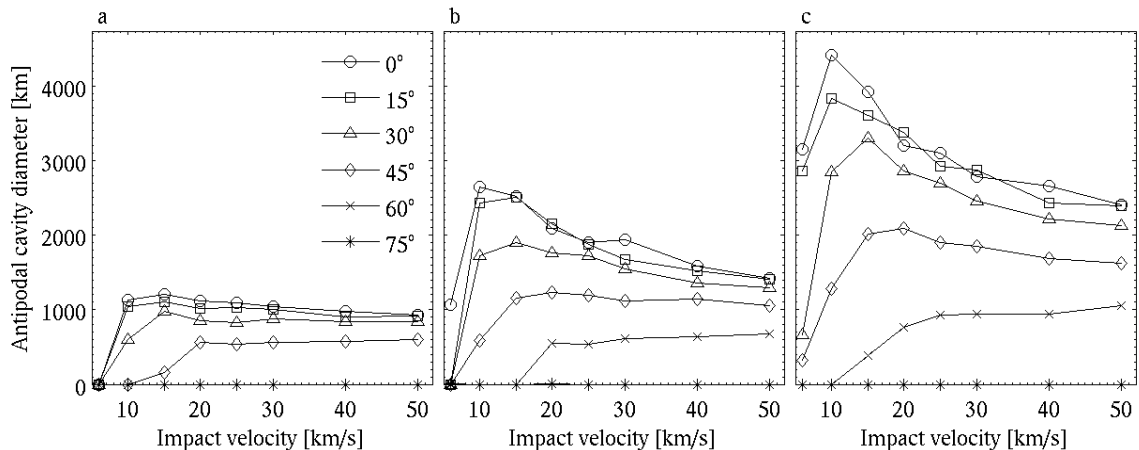 a
b
c
Antipodal cavity diameter [km]
4000
3000
2000
1000
0
0°
15°
30°
45°
60°
75°
10 20 30 40 50
10 20 30 40 50
10 20 30 40 50
Impact velocity [km/s]
Impact velocity [km/s]
Impact velocity [km/s]